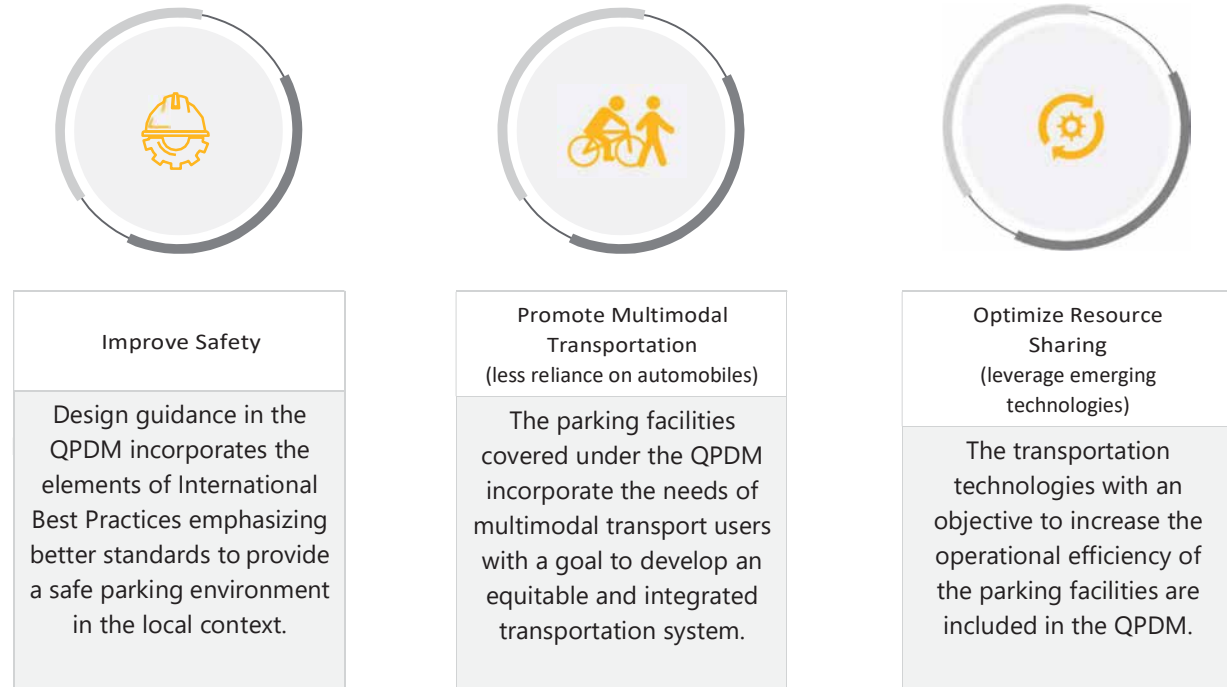 Improve Safety
Design guidance in the
QPDM incorporates the
elements of International
Best Practices emphasizing
better standards to provide
a safe parking environment
in the local context.
Promote Multimodal
Transportation
(less reliance on automobiles)
The parking facilities
covered under the QPDM
incorporate the needs of
multimodal transport users
with a goal to develop an
equitable and integrated
transportation system.
Optimize Resource
Sharing
(leverage emerging
technologies)
The transportation
technologies with an
objective to increase the
operational efficiency of
the parking facilities are
included in the QPDM.